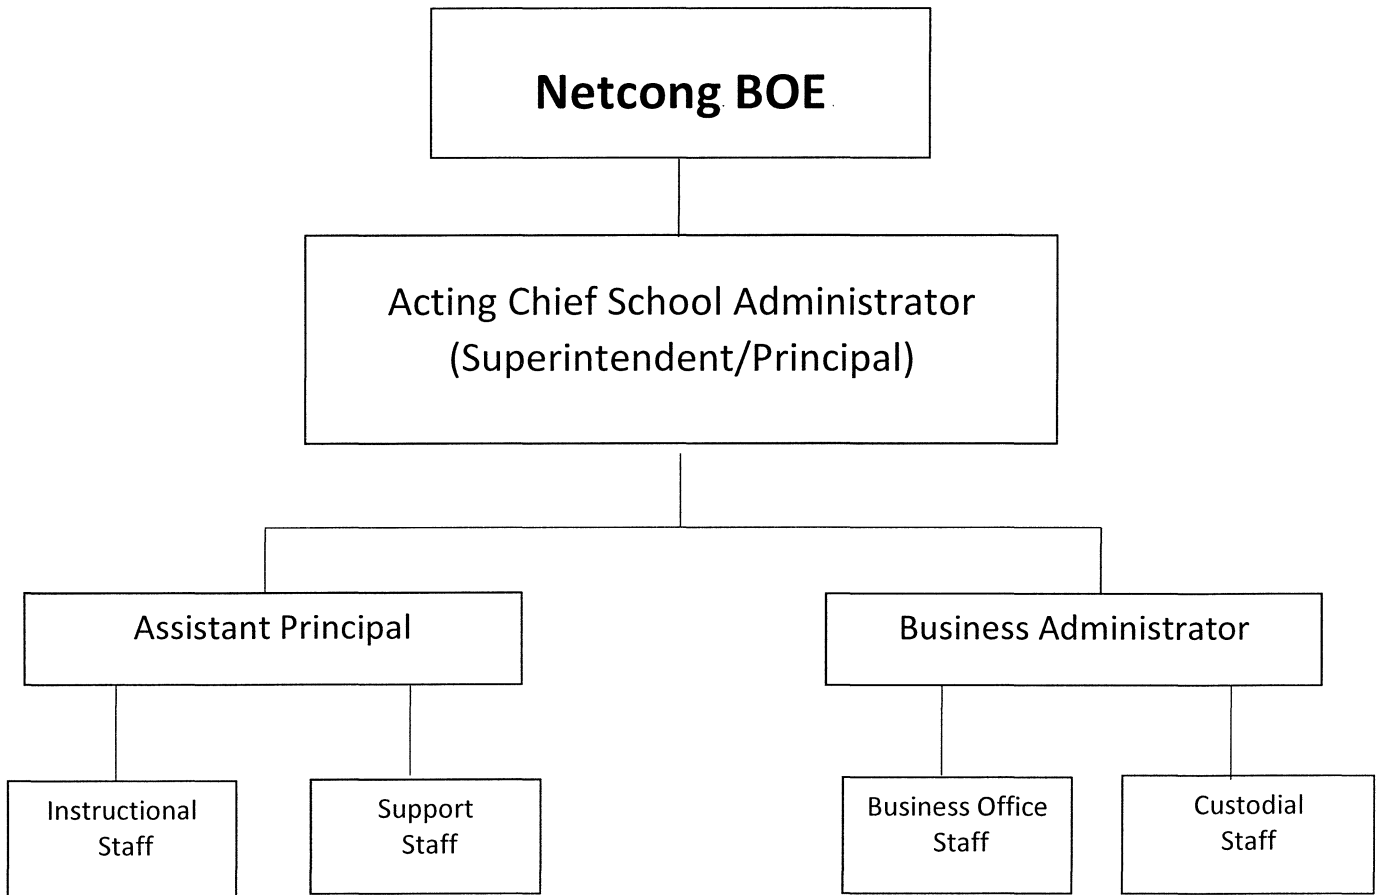 Netcong BOE
Acting Chief School Administrator
(Superintendent/Principal)
Assistant Principal
Business Administrator
Instructional
Staff
Support
Staff
Business Office
Staff
Custodial
Staff